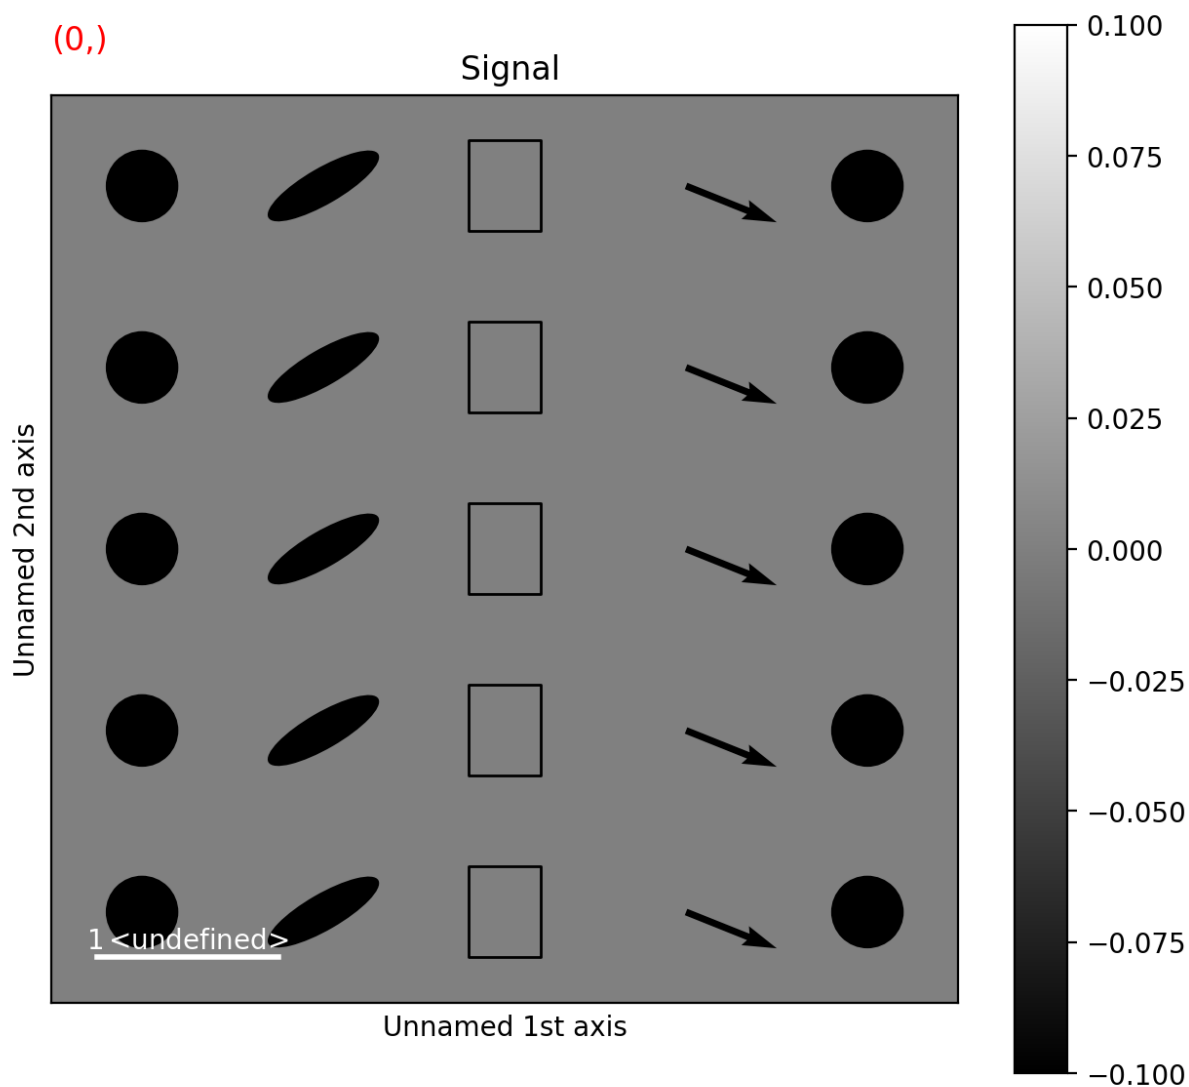 (0,)
Signal
Unnamed 2nd axis
1 <undefined>
Unnamed 1st axis
0.100
0.075
0.050
0.025
0.000
−0.025
−0.050
−0.075
−0.100